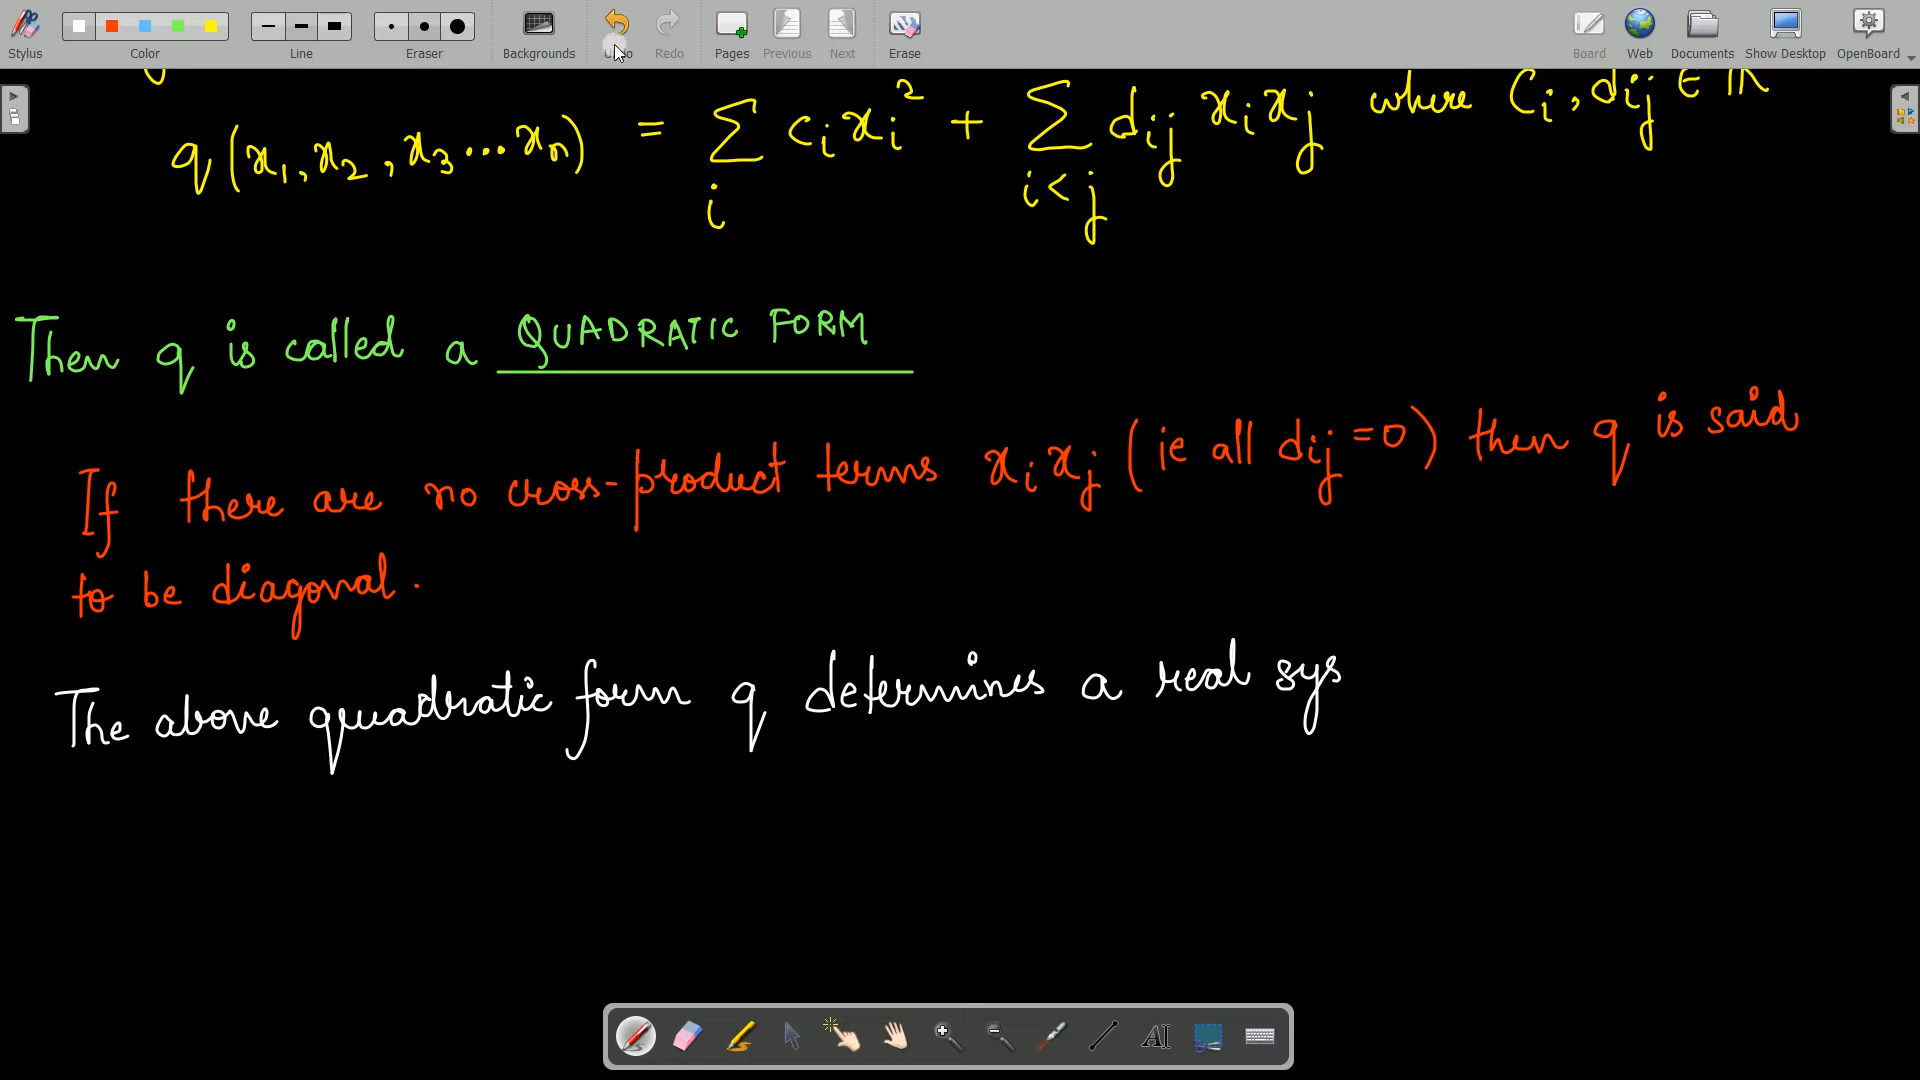 Stylus Color Line Eraser Backgrounds Undo Redo Pages Previous Next Erase Board Web Documents Show Desktop OpenBoard
q(x₁, x₂, x₃...xₙ) = ∑ᵢ cᵢxᵢ² + ∑ᵢ<ⱼ dᵢⱼ xᵢxⱼ where Cᵢ, dᵢⱼ ∈ ℝ
Then q is called a QUADRATIC FORM
If there are no cross-product terms xᵢxⱼ (ie all dᵢⱼ=0) then q is said
to be diagonal.
The above quadratic form q determines a real sys
AI